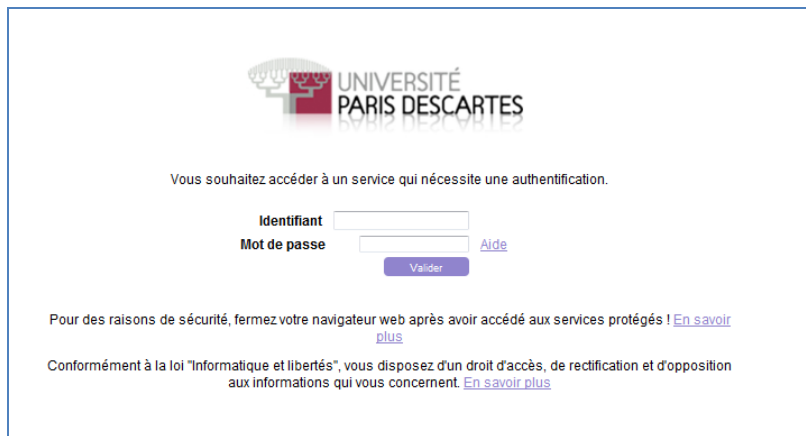 UNIVERSITÉ
PARIS DESCARTES
Vous souhaitez accéder à un service qui nécessite une authentification.
Identifiant
Mot de passe Aide
Valider
Pour des raisons de sécurité, fermez votre navigateur web après avoir accédé aux services protégés ! En savoir
plus
Conformément à la loi "Informatique et libertés", vous disposez d'un droit d'accès, de rectification et d'opposition
aux informations qui vous concernent. En savoir plus